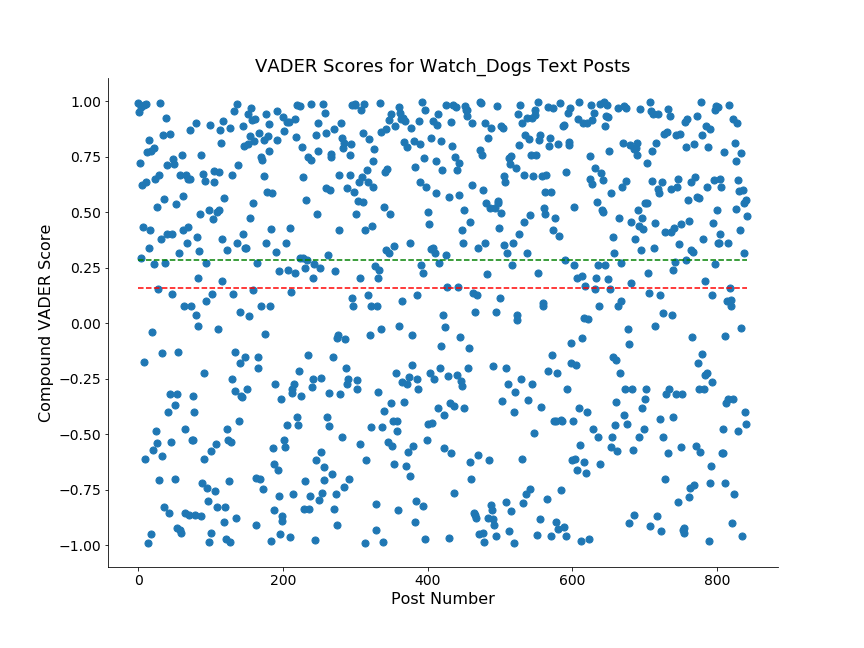 VADER Scores for Watch_Dogs Text Posts
Compound VADER Score
1.00
0.75
0.50
0.25
0.00
−0.25
−0.50
−0.75
−1.00
0 200 400 600 800
Post Number